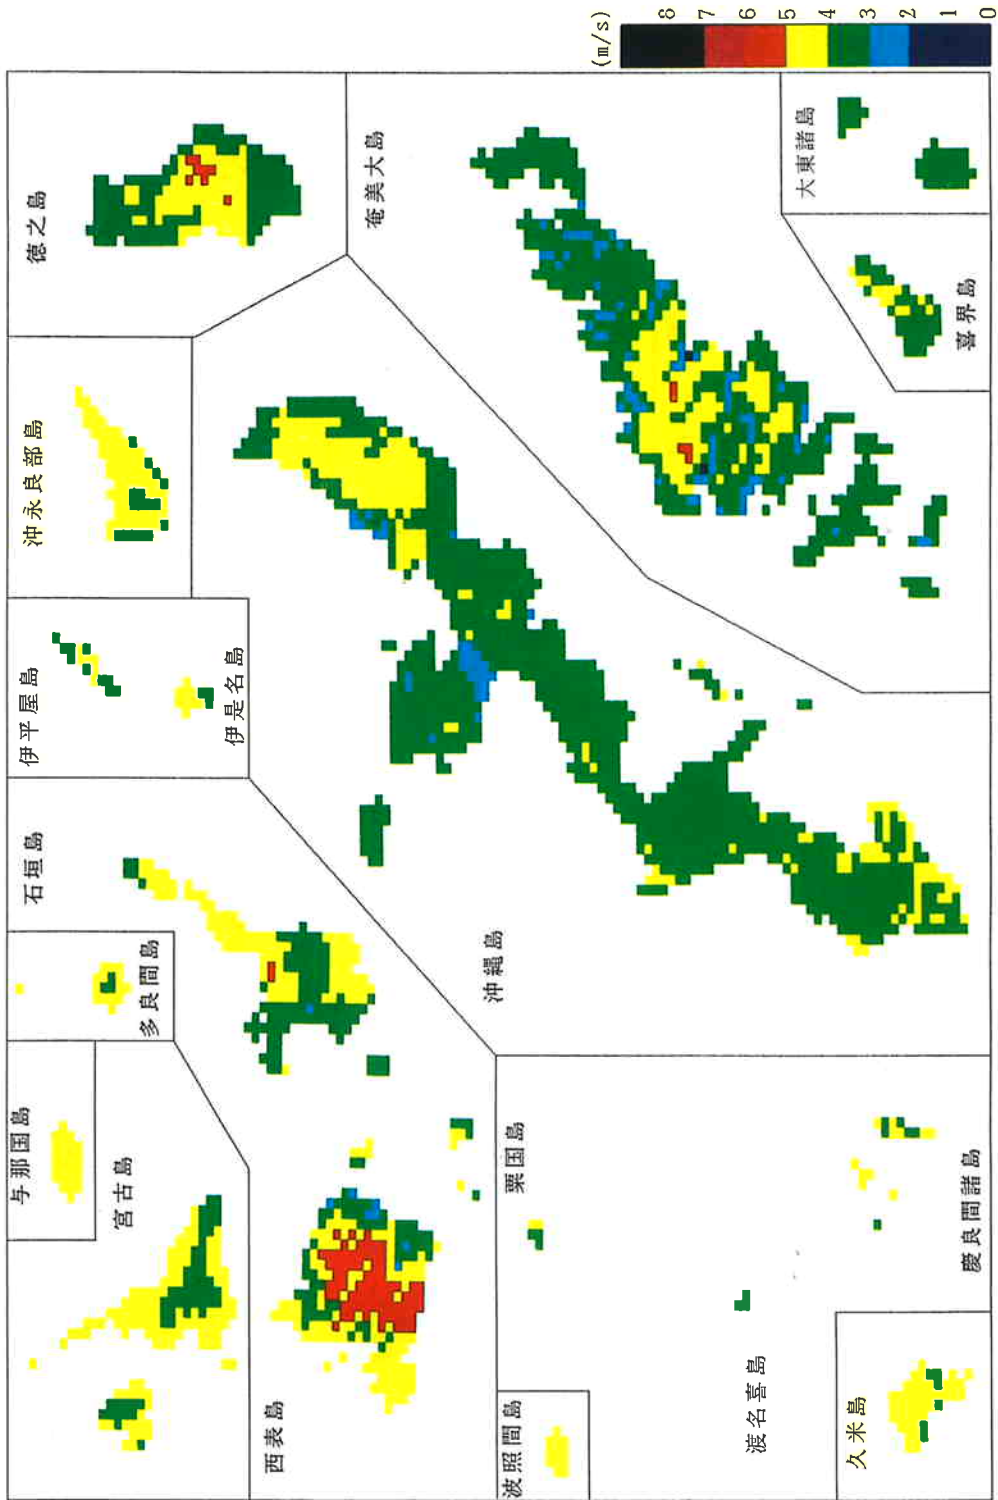 与那国島
石垣島
伊平屋島
沖永良部島
徳之島
宮古島
多良間島
伊是名島
西表島
奄美大島
沖縄島
波照間島
粟国島
渡名喜島
大東諸島
久米島
慶良間諸島
喜界島
(m/s)
8
7
6
5
4
3
2
1
0